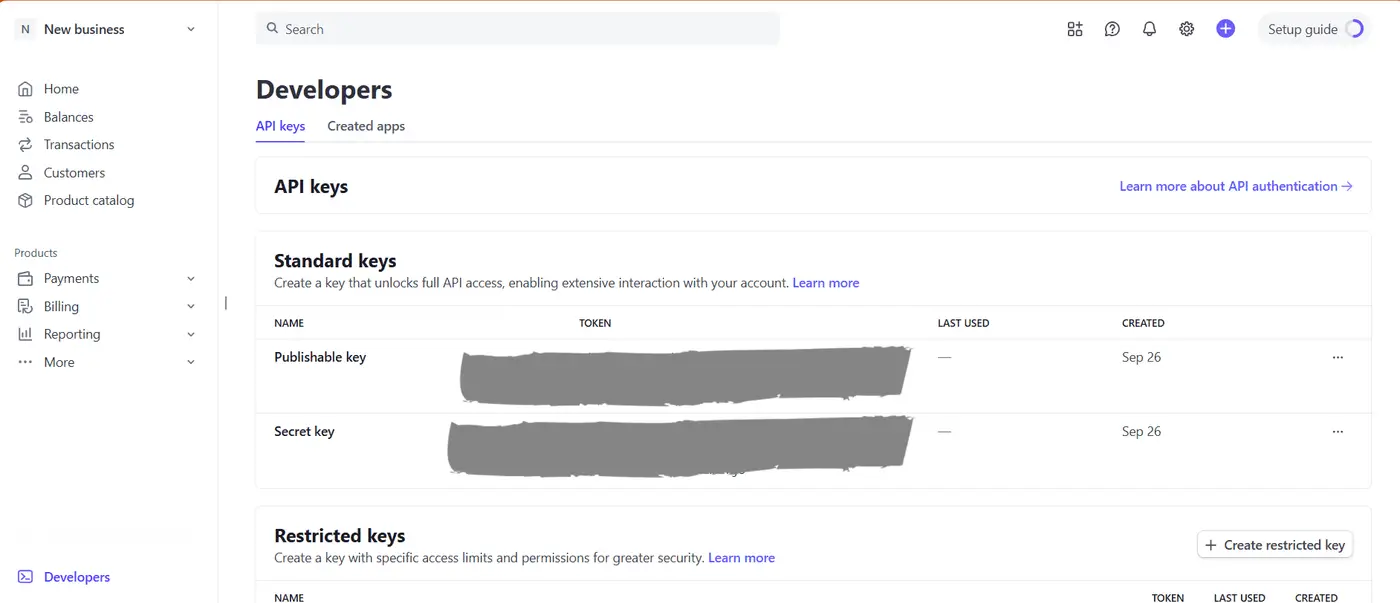 N New business
Search
Setup guide
Home
Balances
Transactions
Customers
Product catalog
Products
Payments
Billing
Reporting
More
Developers
Developers
API keys Created apps
API keys
Learn more about API authentication →
Standard keys
Create a key that unlocks full API access, enabling extensive interaction with your account. Learn more
NAME TOKEN LAST USED CREATED
Publishable key — Sep 26 ...
Secret key — Sep 26 ...
Restricted keys
Create a key with specific access limits and permissions for greater security. Learn more
+ Create restricted key
NAME TOKEN LAST USED CREATED